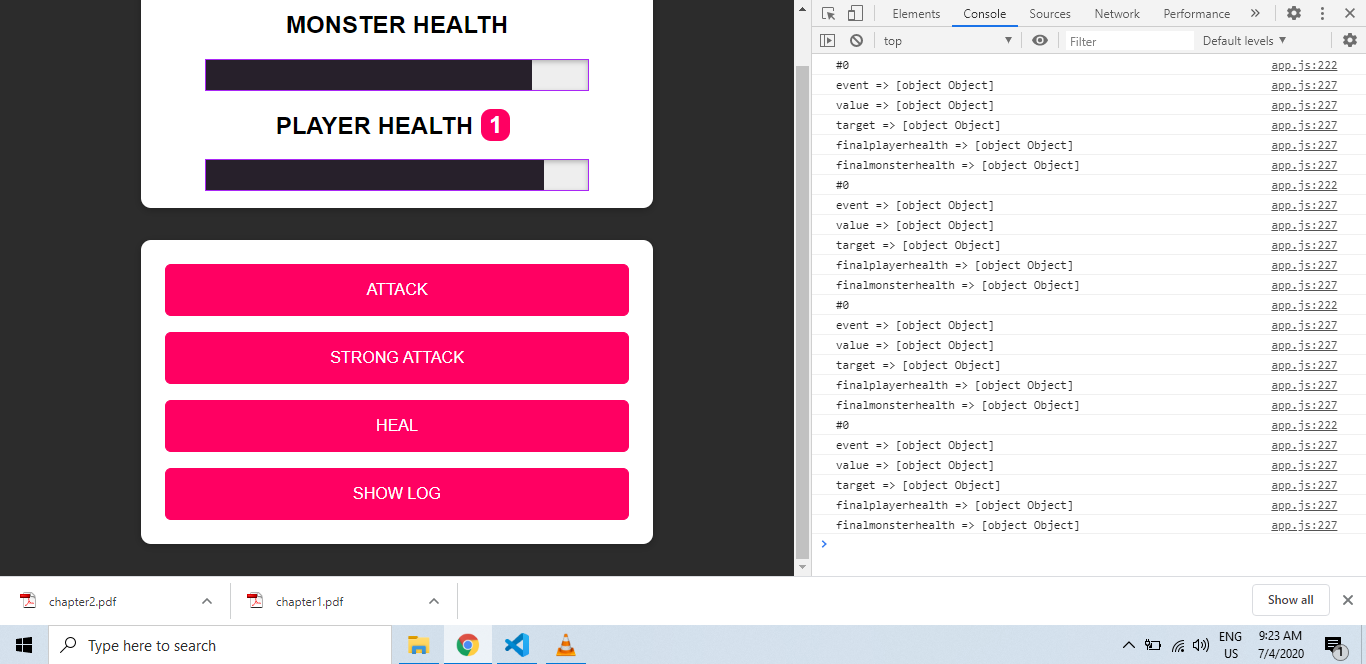 MONSTER HEALTH
PLAYER HEALTH 1
ATTACK
STRONG ATTACK
HEAL
SHOW LOG
Elements Console Sources Network Performance »
top Filter Default levels
#0 app.js:222
event => [object Object] app.js:227
value => [object Object] app.js:227
target => [object Object] app.js:227
finalplayerhealth => [object Object] app.js:227
finalmonsterhealth => [object Object] app.js:227
#0 app.js:222
event => [object Object] app.js:227
value => [object Object] app.js:227
target => [object Object] app.js:227
finalplayerhealth => [object Object] app.js:227
finalmonsterhealth => [object Object] app.js:227
#0 app.js:222
event => [object Object] app.js:227
value => [object Object] app.js:227
target => [object Object] app.js:227
finalplayerhealth => [object Object] app.js:227
finalmonsterhealth => [object Object] app.js:227
#0 app.js:222
event => [object Object] app.js:227
value => [object Object] app.js:227
target => [object Object] app.js:227
finalplayerhealth => [object Object] app.js:227
finalmonsterhealth => [object Object] app.js:227
chapter2.pdf chapter1.pdf Show all
Type here to search
ENG 9:23 AM
US 7/4/2020 1